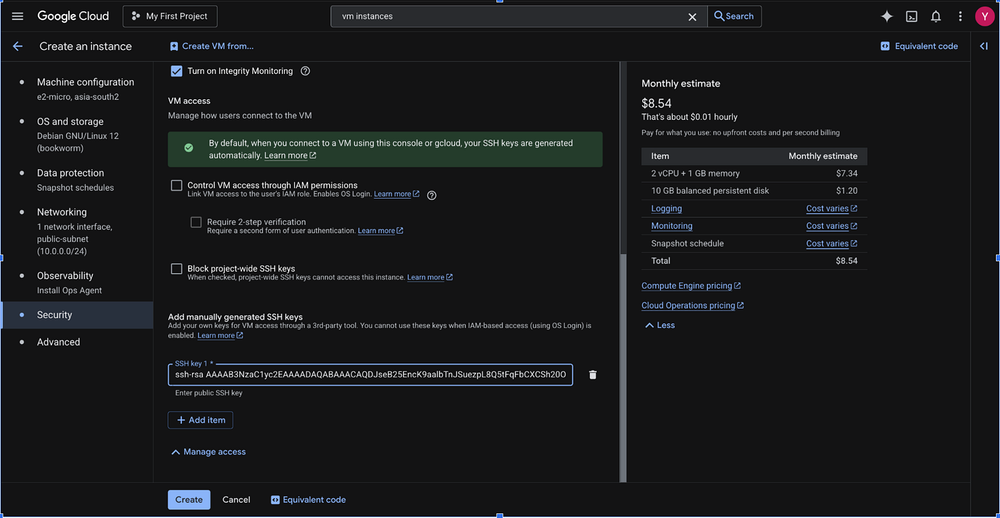 Google Cloud
My First Project
vm instances
Search
Y
Create an instance
Create VM from...
Equivalent code
Machine configuration
e2-micro, asia-south2
OS and storage
Debian GNU/Linux 12
(bookworm)
Data protection
Snapshot schedules
Networking
1 network interface,
public-subnet
(10.0.0.0/24)
Observability
Install Ops Agent
Security
Advanced
Turn on Integrity Monitoring
VM access
Manage how users connect to the VM
By default, when you connect to a VM using this console or gcloud, your SSH keys are generated
automatically. Learn more
Control VM access through IAM permissions
Link VM access to the user's IAM role. Enables OS Login. Learn more
Require 2-step verification
Require a second form of user authentication. Learn more
Block project-wide SSH keys
When checked, project-wide SSH keys cannot access this instance. Learn more
Add manually generated SSH keys
Add your own keys for VM access through a 3rd-party tool. You cannot use these keys when IAM-based access (using OS Login) is
enabled. Learn more
SSH key 1 *
ssh-rsa AAAAB3NzaC1yc2EAAAADAQABAAACAQDJseB25EncK9aalbTnJSuezpL8Q5tFqFbCXCSh20O
Enter public SSH key
+ Add item
Manage access
Create
Cancel
Equivalent code
Monthly estimate
$8.54
That's about $0.01 hourly
Pay for what you use: no upfront costs and per second billing
Item Monthly estimate
2 vCPU + 1 GB memory $7.34
10 GB balanced persistent disk $1.20
Logging Cost varies
Monitoring Cost varies
Snapshot schedule Cost varies
Total $8.54
Compute Engine pricing
Cloud Operations pricing
Less